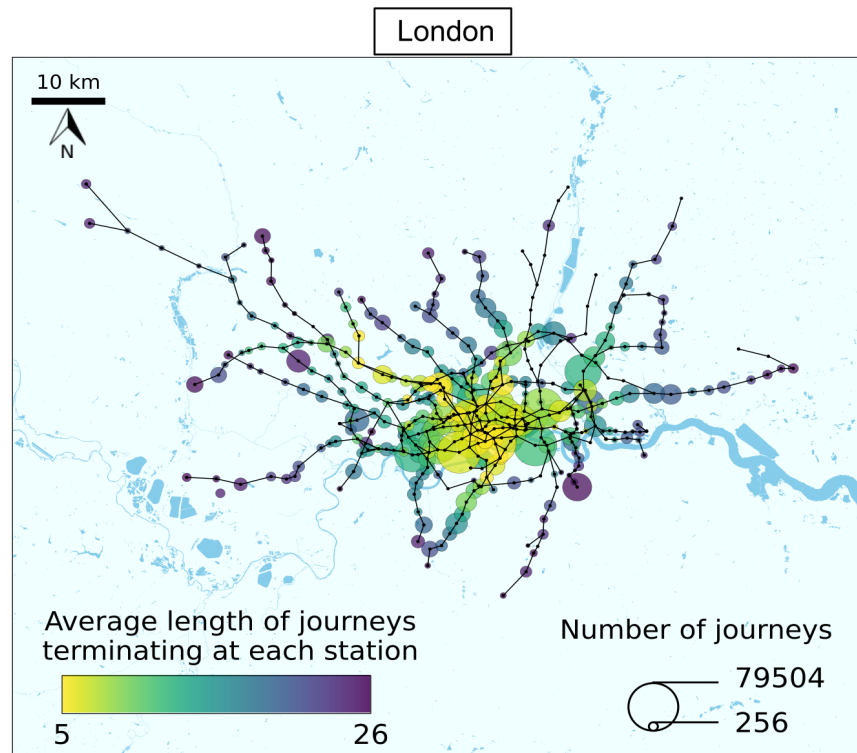 London
10 km
N
Average length of journeys
terminating at each station
5 26
Number of journeys
79504
256